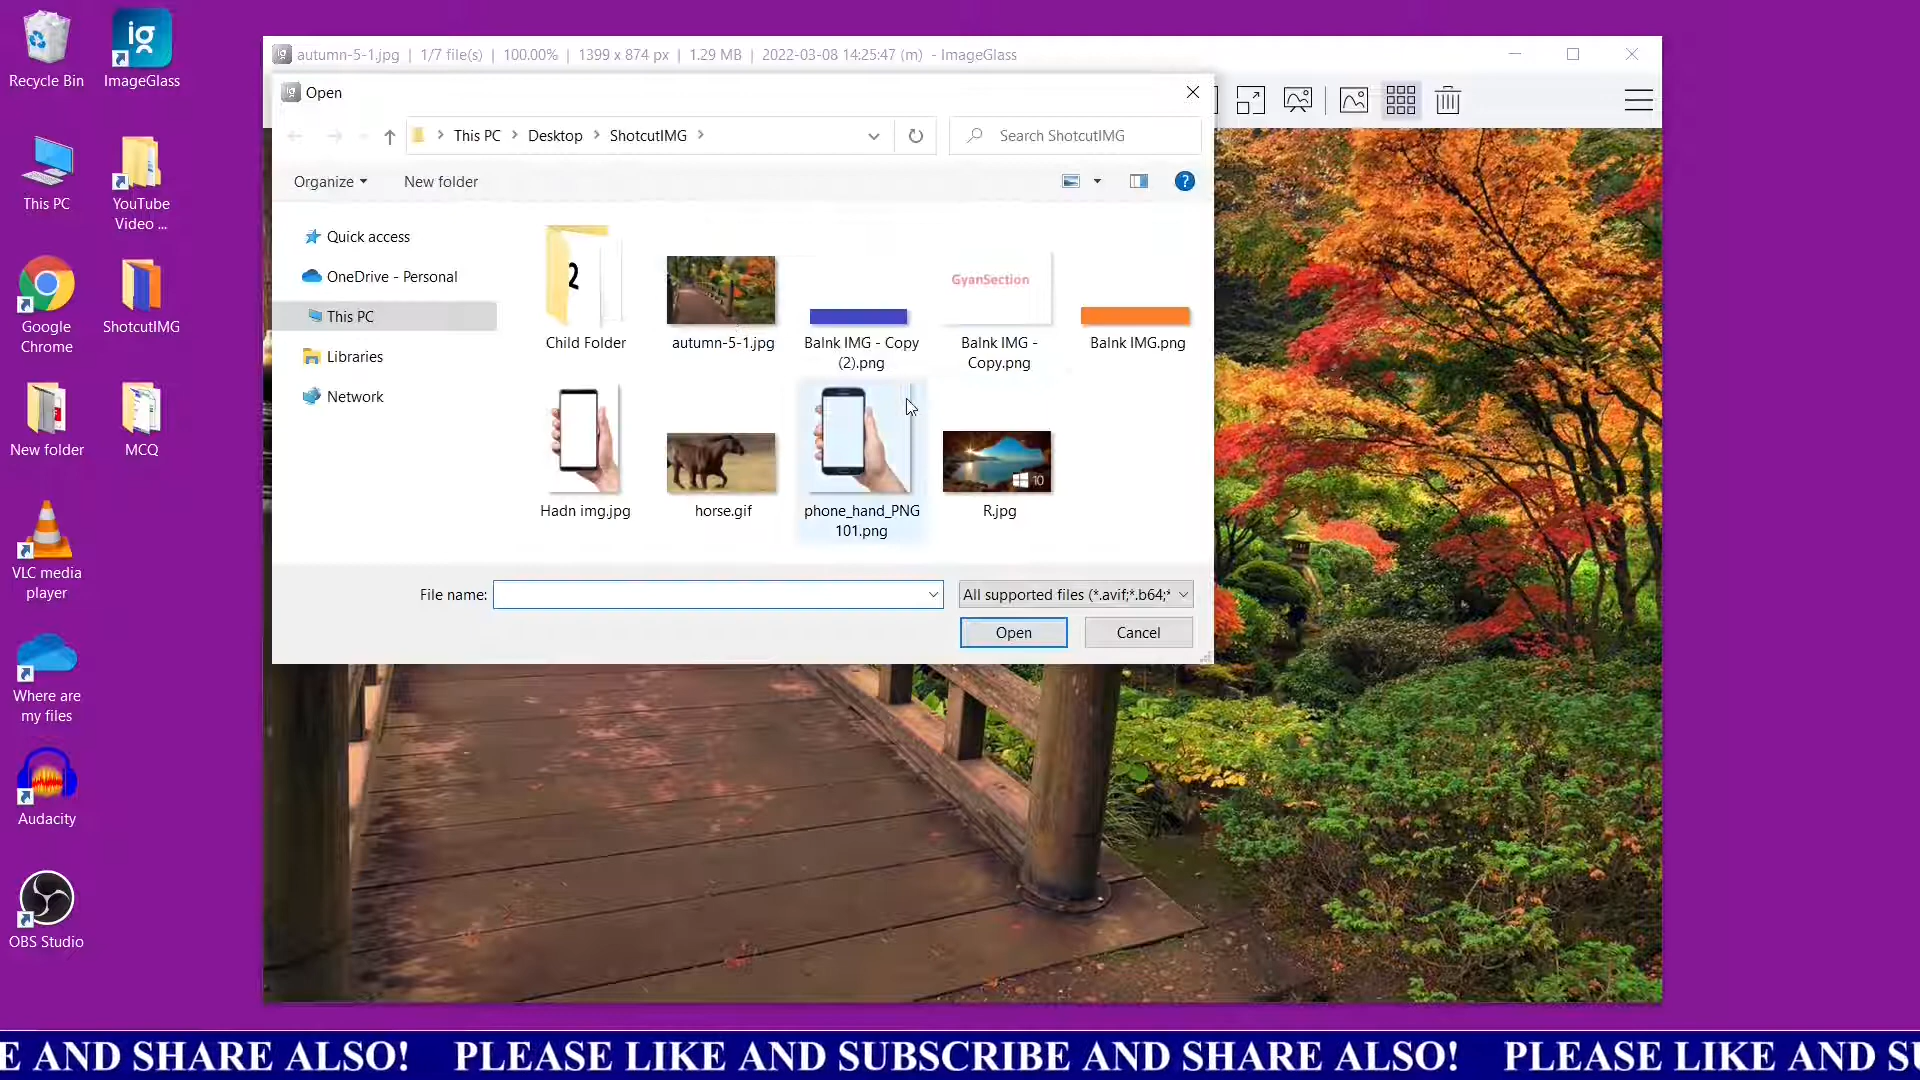 Recycle Bin
ImageGlass
This PC
YouTube
Video ...
Google
Chrome
ShotcutIMG
New folder
MCQ
VLC media
player
Where are
my files
Audacity
OBS Studio
autumn-5-1.jpg | 1/7 file(s) | 100.00% | 1399 x 874 px | 1.29 MB | 2022-03-08 14:25:47 (m) - ImageGlass
Open
This PC > Desktop > ShotcutIMG >
Search ShotcutIMG
Organize
New folder
Quick access
OneDrive - Personal
This PC
Libraries
Network
2
GyanSection
Child Folder
autumn-5-1.jpg
Balnk IMG - Copy
(2).png
Balnk IMG -
Copy.png
Balnk IMG.png
10
Hadn img.jpg
horse.gif
phone_hand_PNG
101.png
R.jpg
File name:
All supported files (*.avif;*.b64;*
Open
Cancel
E AND SHARE ALSO! PLEASE LIKE AND SUBSCRIBE AND SHARE ALSO! PLEASE LIKE AND SU